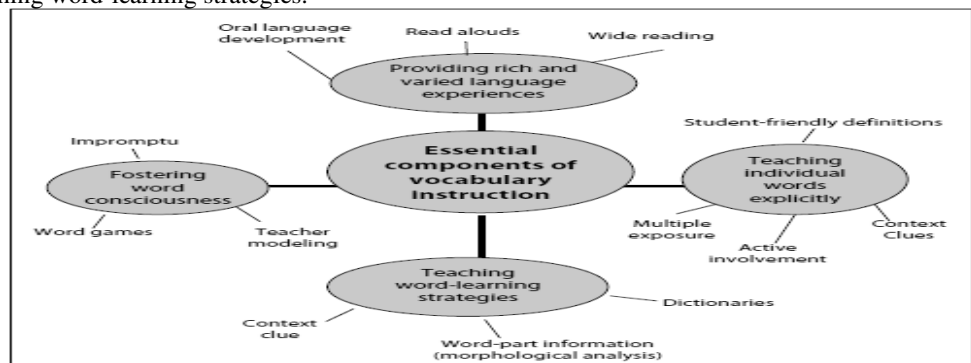 word-learning strategies.
Oral language
development
Read alouds
Wide reading
Providing rich and
varied language
experiences
Student-friendly definitions
Impromptu
Essential
components of
vocabulary
instruction
Fostering
word
consciousness
Teaching
individual
words
explicitly
Word games
Teacher
modeling
Multiple
exposure
Active
involvement
Context
Clues
Teaching
word-learning
strategies
Dictionaries
Context
clue
Word-part information
(morphological analysis)